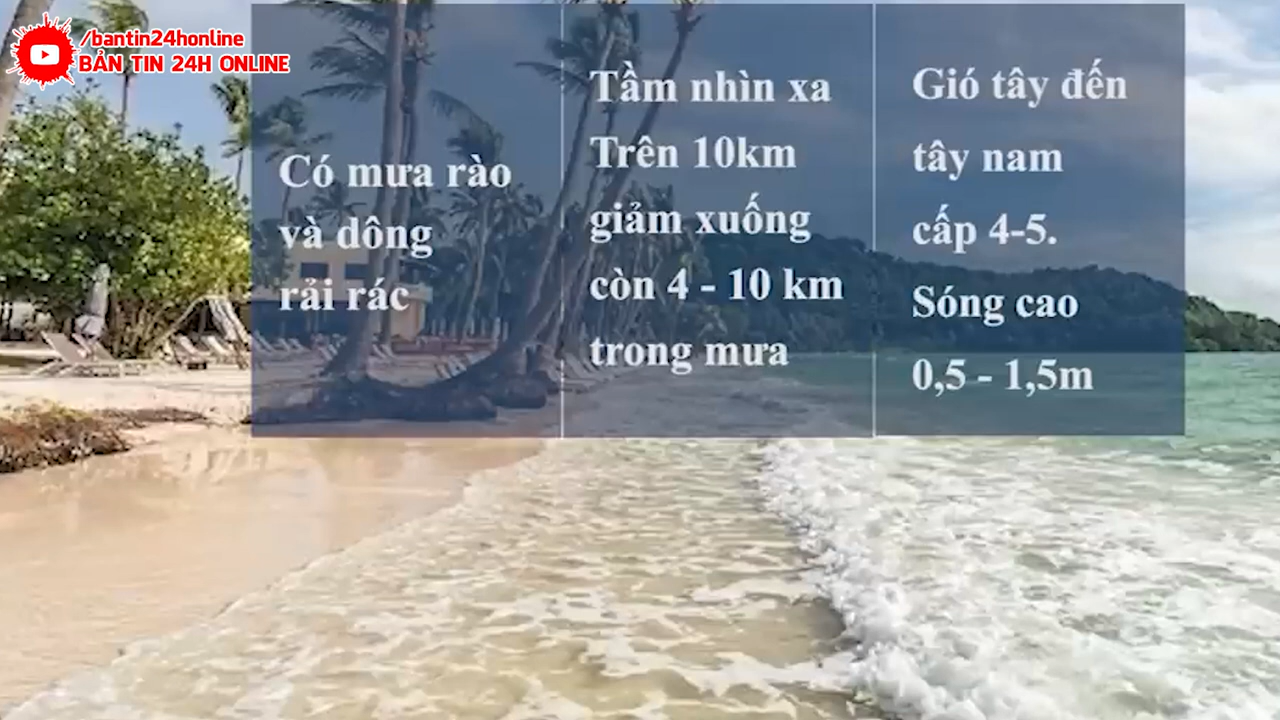 /bantin24honline
BẢN TIN 24H ONLINE
Có mưa rào
và dông
rải rác
Tầm nhìn xa
Trên 10km
giảm xuống
còn 4 - 10 km
trong mưa
Gió tây đến
tây nam
cấp 4-5.
Sóng cao
0,5 - 1,5m